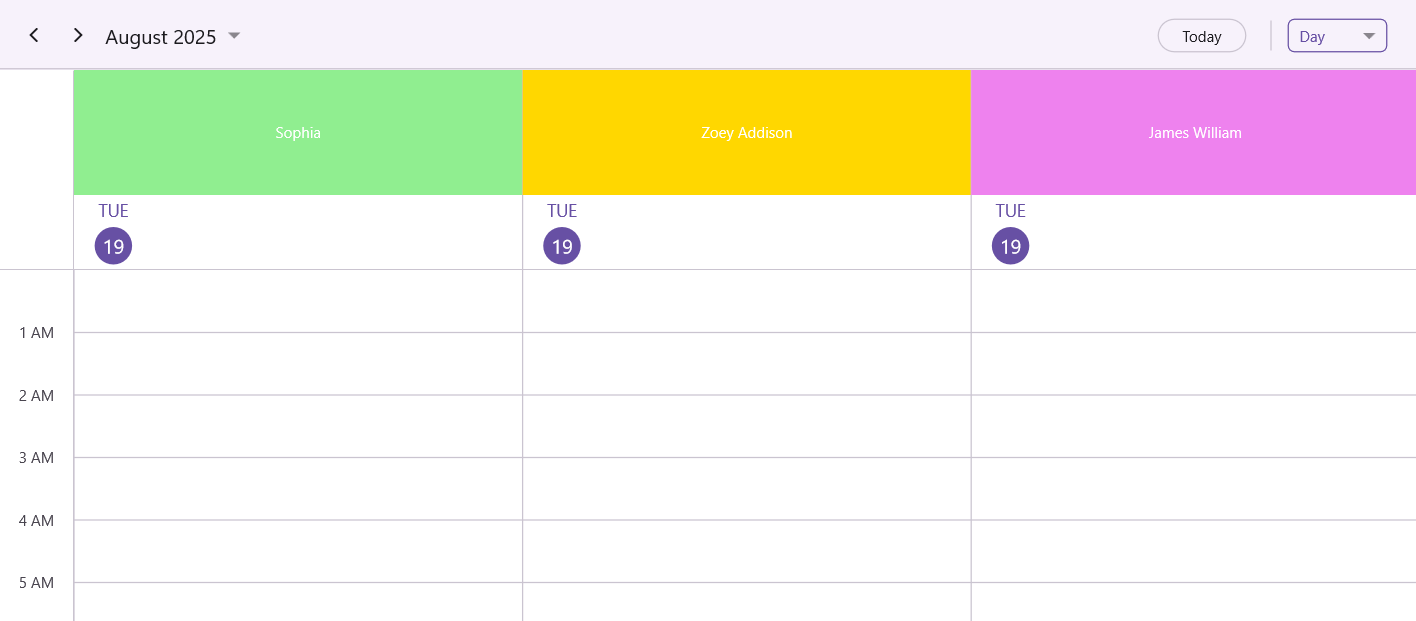 August 2025
Today
Day
Sophia
Zoey Addison
James William
TUE
TUE
TUE
19
19
19
1 AM
2 AM
3 AM
4 AM
5 AM